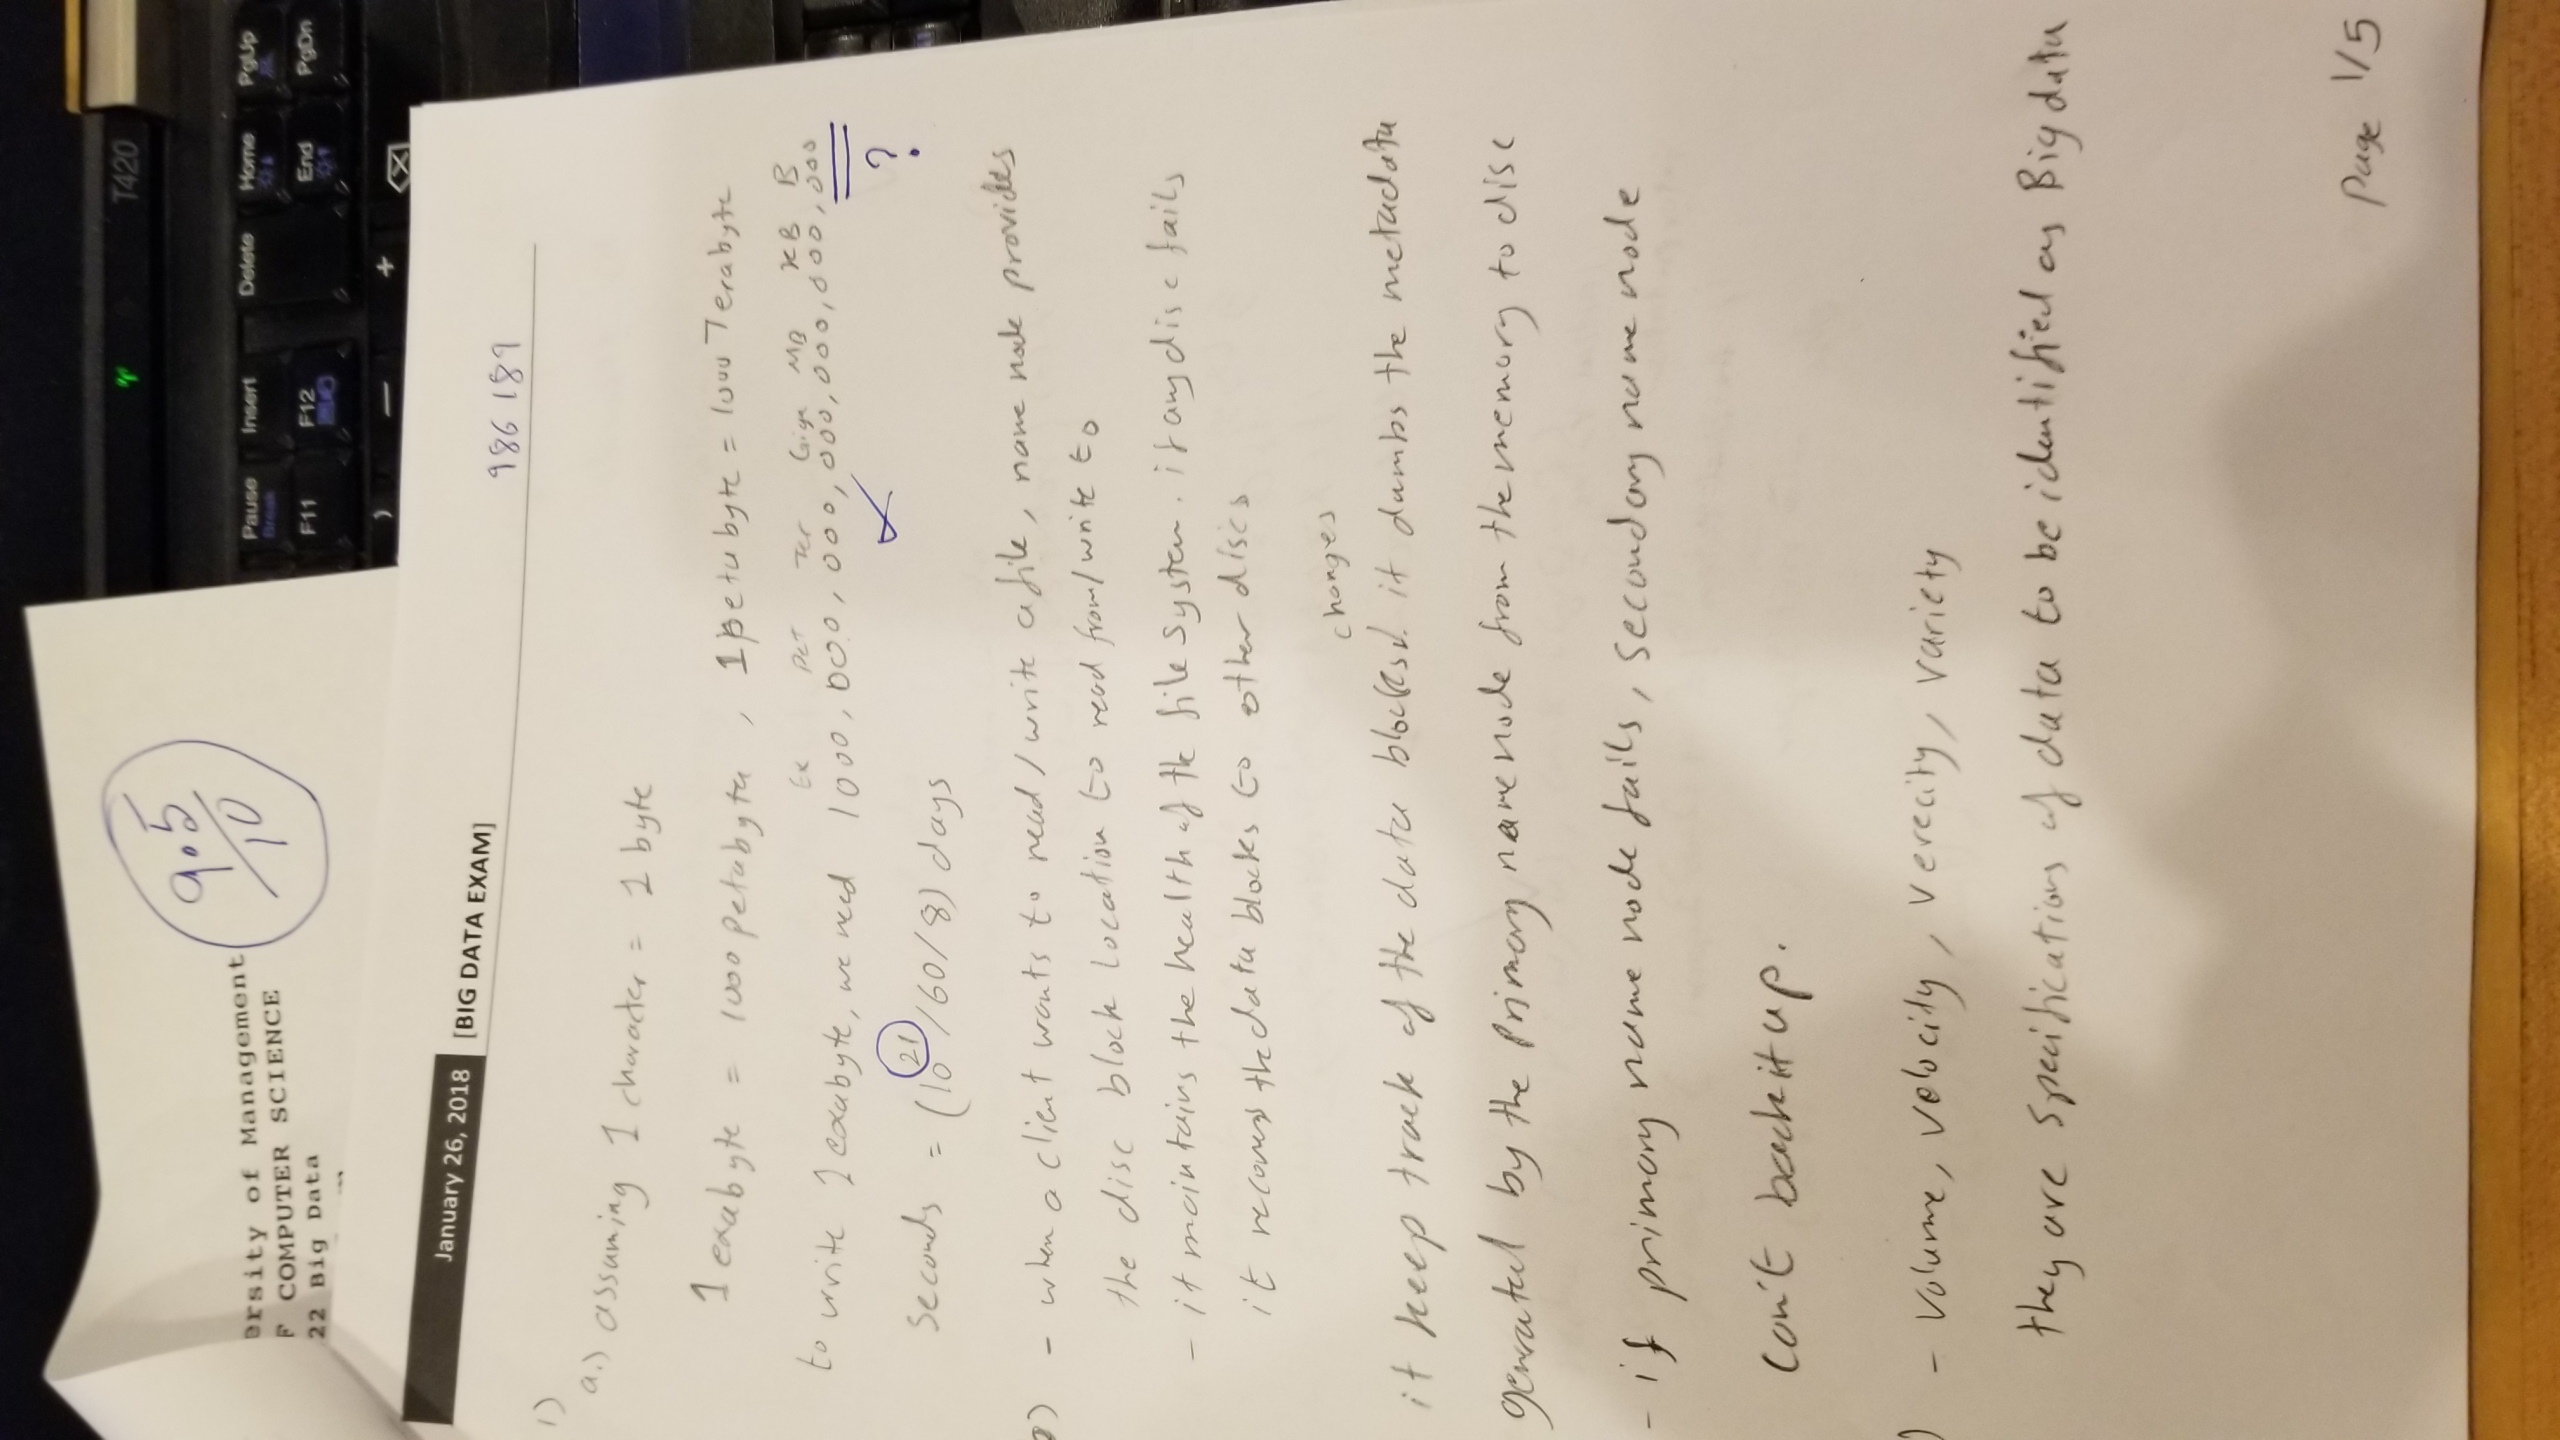 9.5/10
ersity of Management
F COMPUTER SCIENCE
22 Big Data
T420
Pause Insert Delete Home PgUp
Break
F11 F12 End PgDn
) — +
January 26, 2018 [BIG DATA EXAM]
986189
1)
a.) assuming 1 character = 1 byte
1 exabyte = 1000 petabyte , 1 petabyte = 1000 Terabyte
Ex Pet Ter Giga MB KB B
to write 1 exabyte, we need 1000,000,000,000,000,000,000
?
seconds = (10^21/60/8) days
) - when a client wants to read/write a file, name node provides
the disc block location to read from/write to
- it maintains the health of the file system. if any disc fails
it recovers the data blocks to other discs
changes
it keep track of the data blocks. it dumbs the metadata
generated by the primary namenode from the memory to disc
- if primary name node fails, secondary name node
can't back it up.
) - Volume, velocity, verecity, variety
they are specifications of data to be identified as Big data
Page 1/5